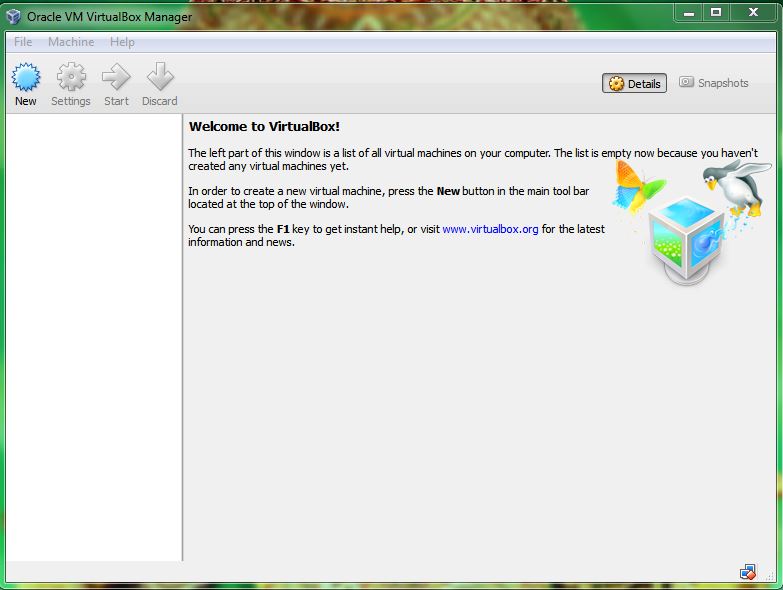 Oracle VM VirtualBox Manager
File Machine Help
New Settings Start Discard Details Snapshots
Welcome to VirtualBox!
The left part of this window is a list of all virtual machines on your computer. The list is empty now because you haven't
created any virtual machines yet.
In order to create a new virtual machine, press the New button in the main tool bar
located at the top of the window.
You can press the F1 key to get instant help, or visit www.virtualbox.org for the latest
information and news.